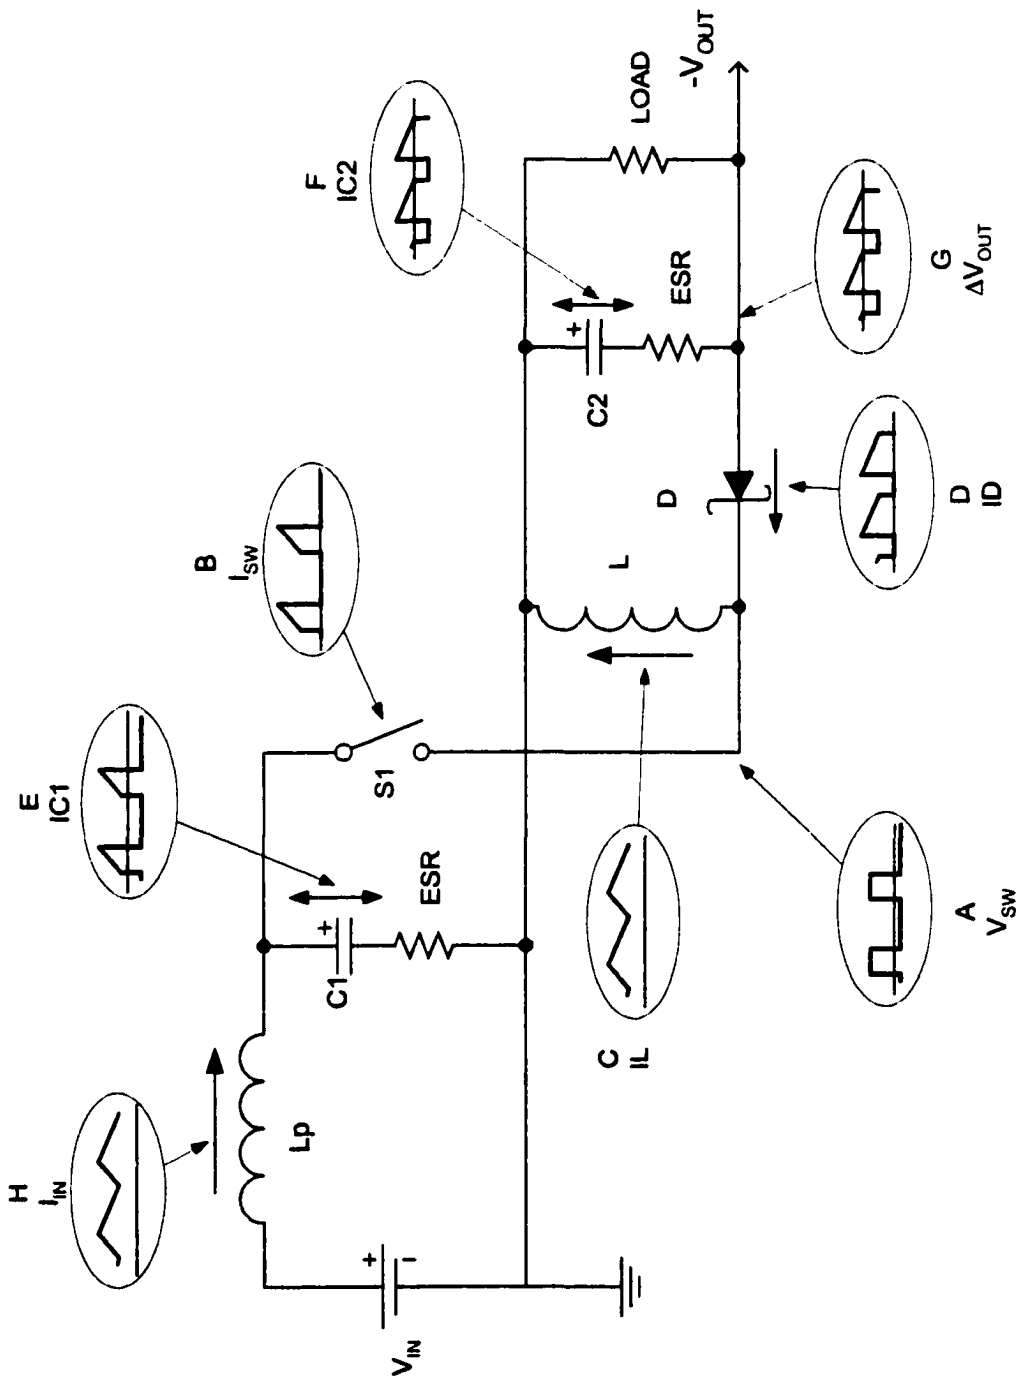 H
I_IN
E
IC1
B
I_SW
F
IC2
Lp
C1
+
ESR
S1
V_IN
+
-
C
IL
L
D
C2
+
ESR
LOAD
-V_OUT
A
V_SW
D
ID
G
ΔV_OUT